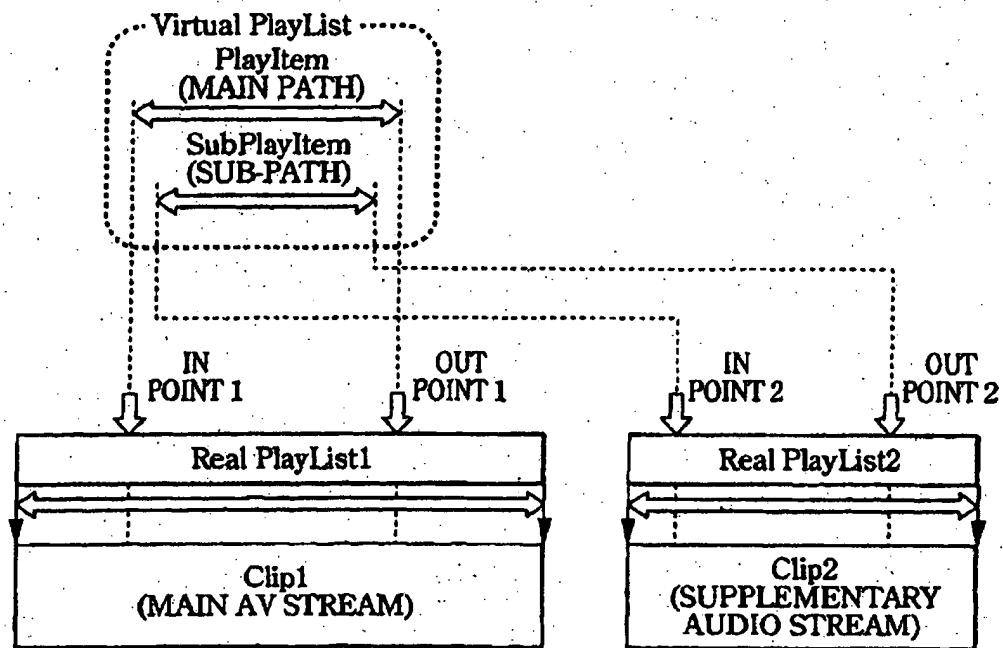 Virtual PlayList
PlayItem
(MAIN PATH)
SubPlayItem
(SUB-PATH)
IN
POINT 1
OUT
POINT 1
IN
POINT 2
OUT
POINT 2
Real PlayList1
Real PlayList2
Clip1
(MAIN AV STREAM)
Clip2
(SUPPLEMENTARY
AUDIO STREAM)